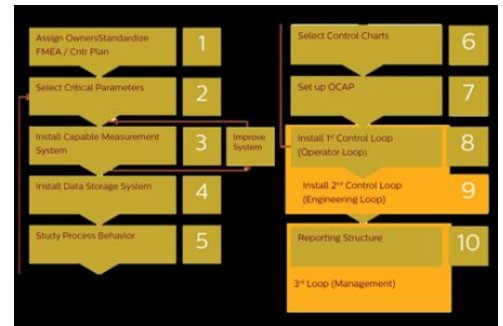 Assign OwnersStandardize
FMEA / Cntr Plan
1
Select Critical Parameters
2
Install Capable Measurement
System
3
Improve
System
Install Data Storage System
4
Study Process Behavior
5
Select Control Charts
6
Set up OCAP
7
Install 1st Control Loop
(Operator Loop)
8
Install 2nd Control Loop
(Engineering Loop)
9
Reporting Structure
10
3rd Loop (Management)